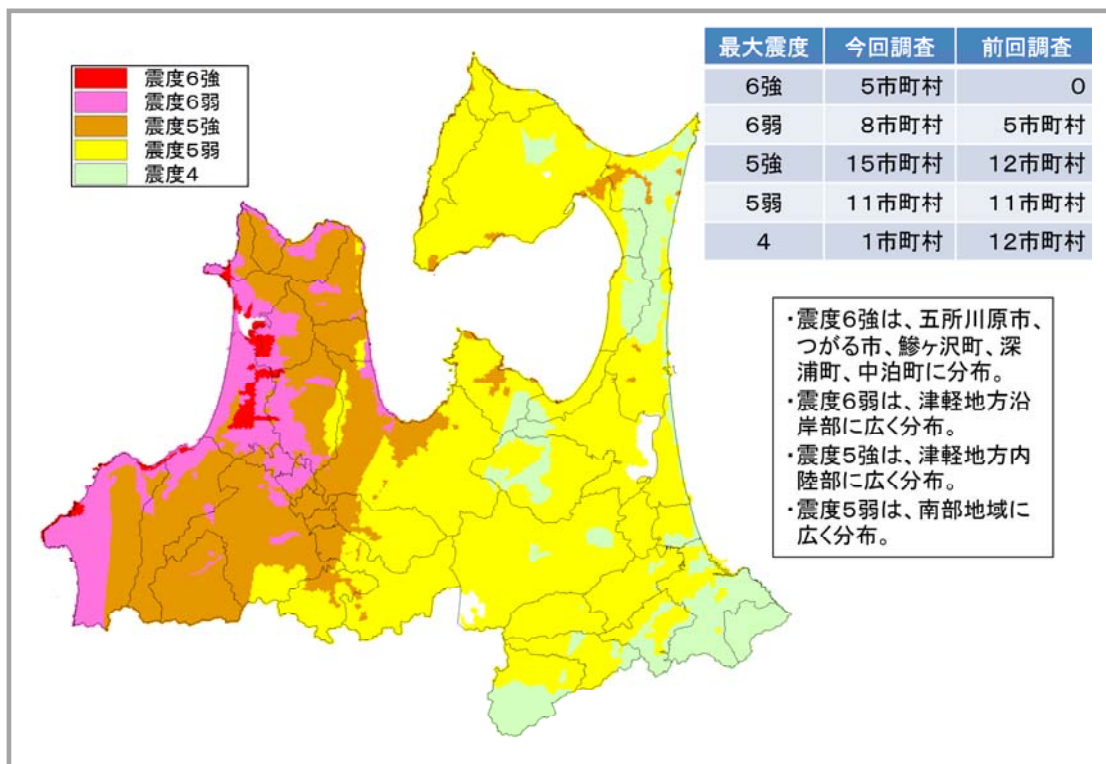 震度6強
震度6弱
震度5強
震度5弱
震度4
最大震度 今回調査 前回調査
6強 5市町村 0
6弱 8市町村 5市町村
5強 15市町村 12市町村
5弱 11市町村 11市町村
4 1市町村 12市町村
・震度6強は、五所川原市、
つがる市、鰺ヶ沢町、深
浦町、中泊町に分布。
・震度6弱は、津軽地方沿
岸部に広く分布。
・震度5強は、津軽地方内
陸部に広く分布。
・震度5弱は、南部地域に
広く分布。